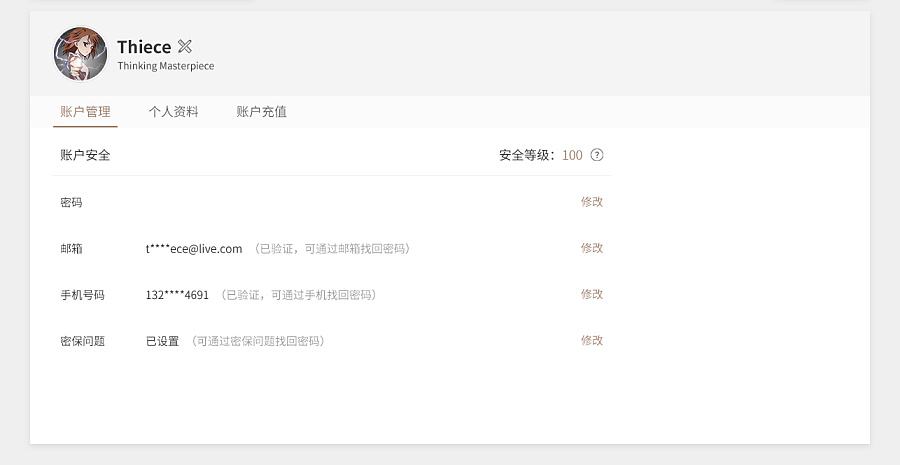 Thiece
Thinking Masterpiece
账户管理 个人资料 账户充值
账户安全 安全等级：100 ?
密码 修改
邮箱 t****ece@live.com （已验证，可通过邮箱找回密码） 修改
手机号码 132****4691 （已验证，可通过手机找回密码） 修改
密保问题 已设置 （可通过密保问题找回密码） 修改